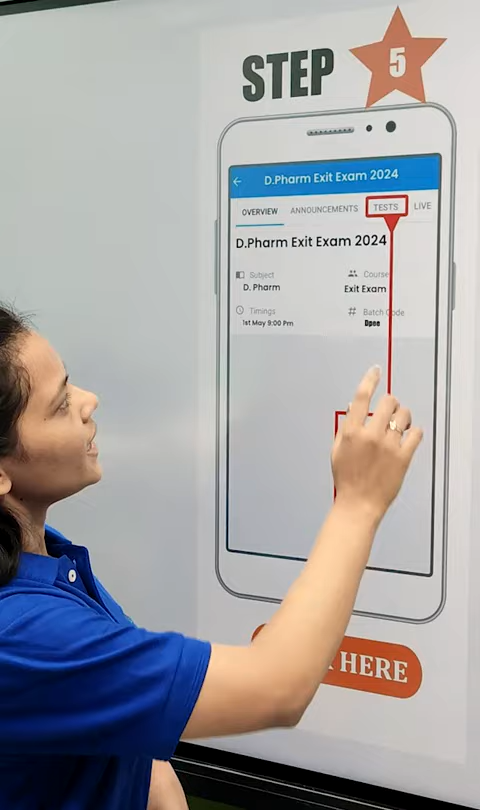 STEP 5
D.Pharm Exit Exam 2024
OVERVIEW ANNOUNCEMENTS TESTS LIVE
D.Pharm Exit Exam 2024
Subject Course
D. Pharm Exit Exam
Timings Batch Code
1st May 9:00 Pm Open
HERE